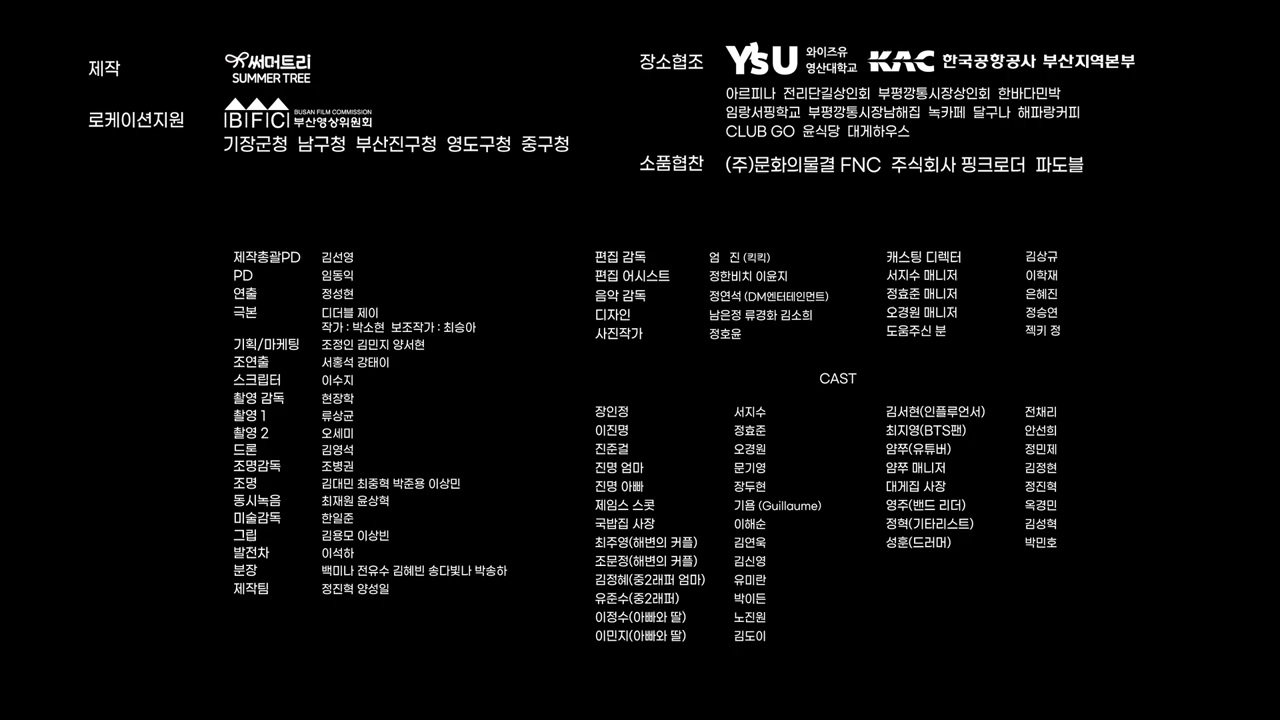 제작 써머트리
SUMMER TREE
로케이션지원 BFC BUSAN FILM COMMISSION
부산영상위원회
기장군청 남구청 부산진구청 영도구청 중구청
장소협조 YsU 와이즈유
영산대학교 KAC 한국공항공사 부산지역본부
아르피나 전리단길상인회 부평깡통시장상인회 한바다민박
임랑서핑학교 부평깡통시장남해집 녹카페 달구나 해파랑커피
CLUB GO 윤식당 대게하우스
소품협찬 (주)문화의물결 FNC 주식회사 핑크로더 파도블
제작총괄PD 김선영
PD 임동익
연출 정성현
극본 디더블 제이
작가 : 박소현 보조작가 : 최승아
기획/마케팅 조정인 김민지 양서현
조연출 서홍석 강태이
스크립터 이수지
촬영 감독 현장학
촬영 1 류상균
촬영 2 오세미
드론 김영석
조명감독 조병권
조명 김대민 최중혁 박준용 이상민
동시녹음 최재원 윤상혁
미술감독 한일준
그립 김용모 이상빈
발전차 이석하
분장 백미나 전유수 김혜빈 송다빛나 박송하
제작팀 정진혁 양성일
편집 감독 엄 진 (킥킥)
편집 어시스트 정한비치 이윤지
음악 감독 정연석 (DM엔터테인먼트)
디자인 남은정 류경화 김소희
사진작가 정호윤
캐스팅 디렉터 김상규
서지수 매니저 이학재
정효준 매니저 은혜진
오경원 매니저 정승연
도움주신 분 젝키 정
CAST
장인정 서지수
이진명 정효준
진준걸 오경원
진명 엄마 문기영
진명 아빠 장두현
제임스 스콧 기욤 (Guillaume)
국밥집 사장 이해순
최주영(해변의 커플) 김연욱
조문정(해변의 커플) 김신영
김정혜(중2래퍼 엄마) 유미란
유준수(중2래퍼) 박이든
이정수(아빠와 딸) 노진원
이민지(아빠와 딸) 김도이
김서현(인플루언서) 전채리
최지영(BTS팬) 안선희
얌쭈(유튜버) 정민제
얌쭈 매니저 김정현
대게집 사장 정진혁
영주(밴드 리더) 옥경민
정혁(기타리스트) 김성혁
성훈(드러머) 박민호